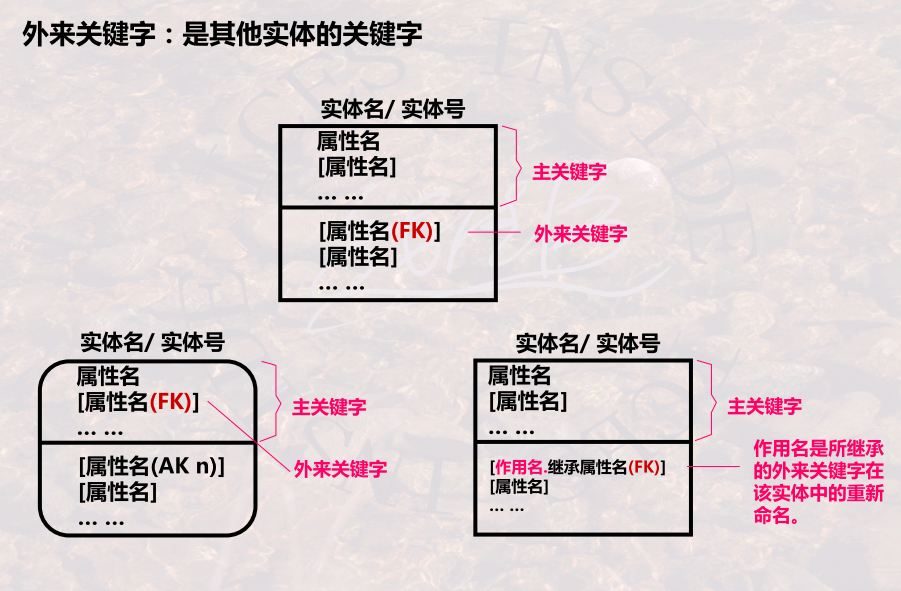 外来关键字：是其他实体的关键字
实体名/ 实体号
属性名
[属性名]
... ...
主关键字
[属性名(FK)]
外来关键字
[属性名]
... ...
实体名/ 实体号
属性名
[属性名(FK)]
... ...
主关键字
外来关键字
[属性名(AK n)]
[属性名]
... ...
实体名/ 实体号
属性名
[属性名]
... ...
主关键字
[作用名.继承属性名(FK)]
[属性名]
... ...
作用名是所继承
的外来关键字在
该实体中的重新
命名。